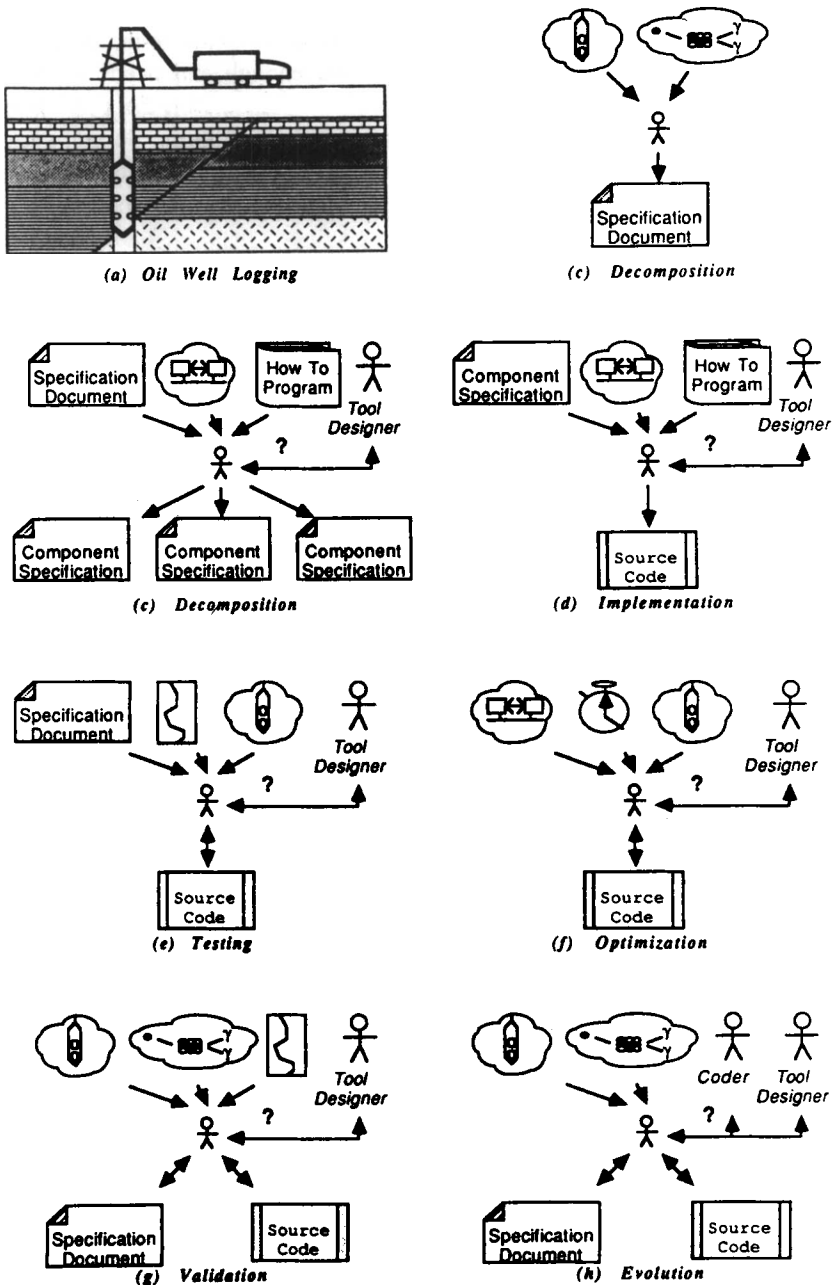 γ
γ
Specification
Document
(a) Oil Well Logging
(c) Decomposition
Specification
Document
How To
Program
Tool
Designer
?
Component
Specification
Component
Specification
Component
Specification
(c) Decomposition
Component
Specification
How To
Program
Tool
Designer
?
Source
Code
(d) Implementation
Specification
Document
Tool
Designer
?
Source
Code
(e) Testing
Tool
Designer
?
Source
Code
(f) Optimization
γ
γ
Tool
Designer
?
Specification
Document
Source
Code
(g) Validation
γ
γ
Coder
Tool
Designer
?
Specification
Document
Source
Code
(h) Evolution